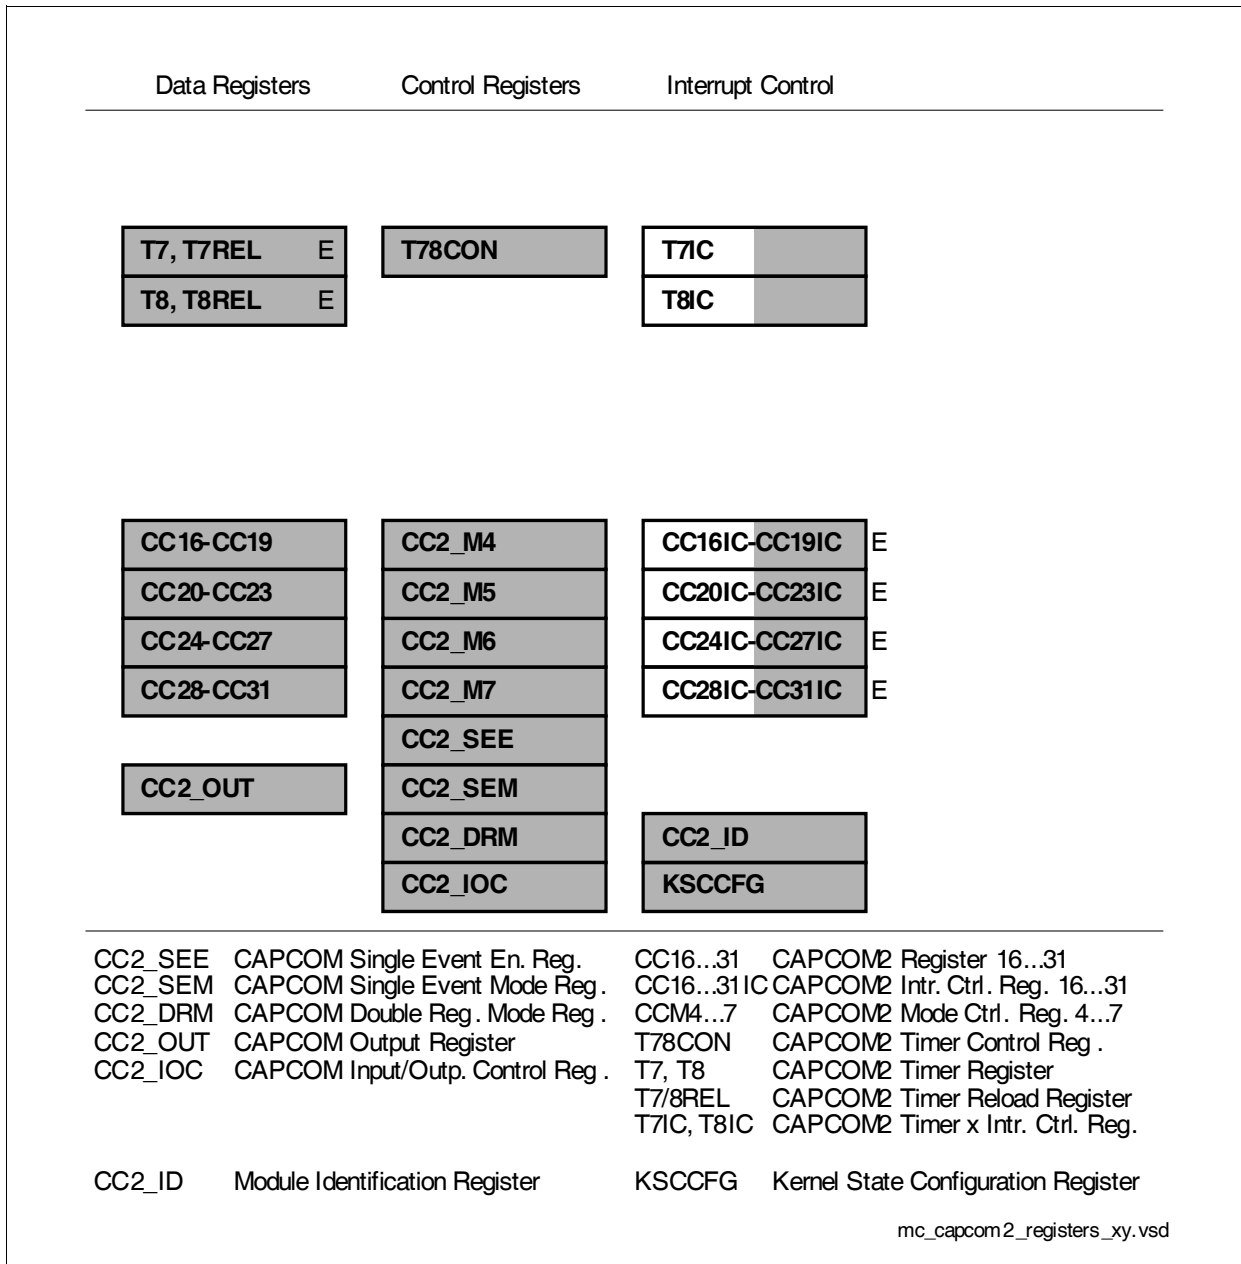 Data Registers Control Registers Interrupt Control
T7, T7REL E T78CON T7IC
T8, T8REL E T8IC
CC16-CC19 CC2_M4 CC16IC-CC19IC E
CC20-CC23 CC2_M5 CC20IC-CC23IC E
CC24-CC27 CC2_M6 CC24IC-CC27IC E
CC28-CC31 CC2_M7 CC28IC-CC31IC E
CC2_SEE
CC2_OUT CC2_SEM
CC2_DRM CC2_ID
CC2_IOC KSCCFG
CC2_SEE CAPCOM Single Event En. Reg. CC16...31 CAPCOM2 Register 16...31
CC2_SEM CAPCOM Single Event Mode Reg. CC16...31IC CAPCOM2 Intr. Ctrl. Reg. 16...31
CC2_DRM CAPCOM Double Reg. Mode Reg. CCM4...7 CAPCOM2 Mode Ctrl. Reg. 4...7
CC2_OUT CAPCOM Output Register T78CON CAPCOM2 Timer Control Reg.
CC2_IOC CAPCOM Input/Outp. Control Reg. T7, T8 CAPCOM2 Timer Register
T7/8REL CAPCOM2 Timer Reload Register
T7IC, T8IC CAPCOM2 Timer x Intr. Ctrl. Reg.
CC2_ID Module Identification Register KSCCFG Kernel State Configuration Register
mc_capcom2_registers_xy.vsd